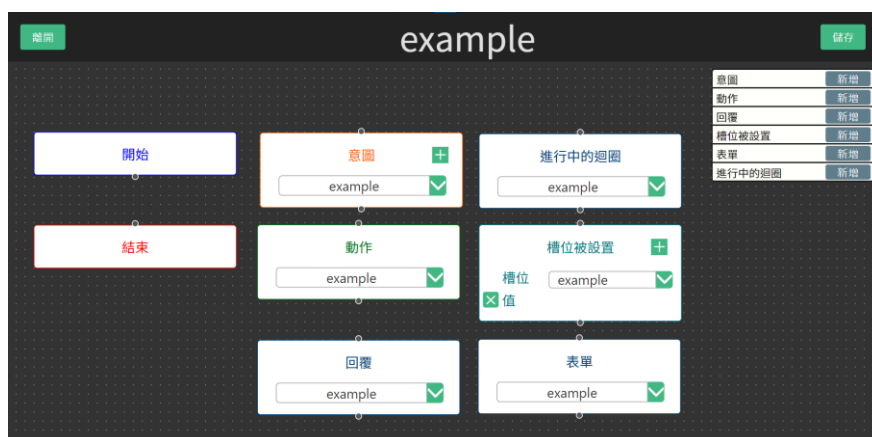 離開
example
儲存
意圖 新增
動作 新增
回覆 新增
槽位被設置 新增
表單 新增
進行中的迴圈 新增
開始
意圖
example
進行中的迴圈
example
結束
動作
example
槽位被設置
槽位 example
值
回覆
example
表單
example